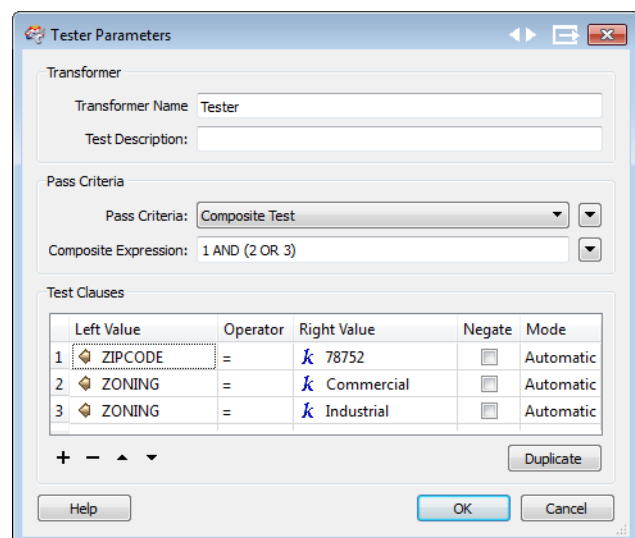 Tester Parameters
Transformer
Transformer Name Tester
Test Description:
Pass Criteria
Pass Criteria: Composite Test
Composite Expression: 1 AND (2 OR 3)
Test Clauses
Left Value Operator Right Value Negate Mode
1 ZIPCODE = k 78752 Automatic
2 ZONING = k Commercial Automatic
3 ZONING = k Industrial Automatic
Duplicate
Help OK Cancel